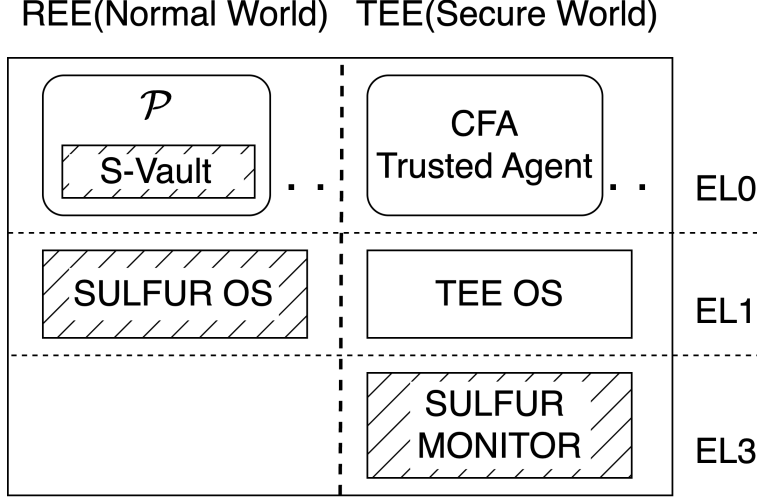 REE(Normal World) TEE(Secure World)
𝒫
S-Vault
. .
CFA
Trusted Agent
. .
EL0
SULFUR OS
TEE OS
EL1
SULFUR
MONITOR
EL3